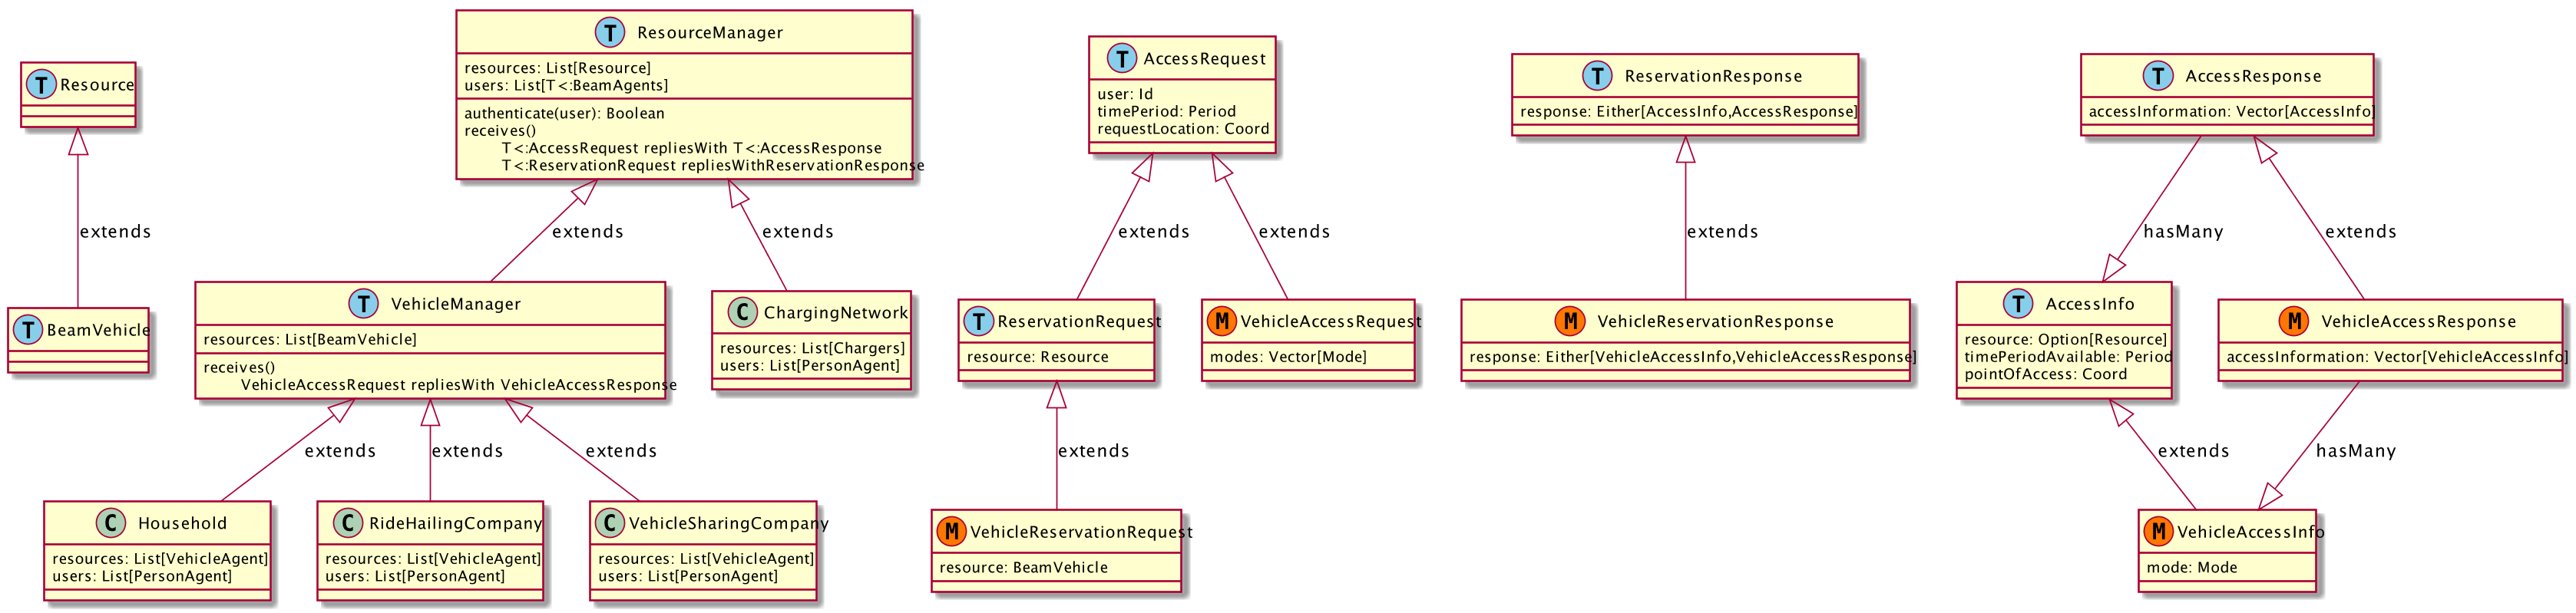 T Resource
extends
T BeamVehicle
T ResourceManager
resources: List[Resource]
users: List[T<:BeamAgents]
authenticate(user): Boolean
receives()
T<:AccessRequest repliesWith T<:AccessResponse
T<:ReservationRequest repliesWithReservationResponse
extends
extends
T VehicleManager
resources: List[BeamVehicle]
receives()
VehicleAccessRequest repliesWith VehicleAccessResponse
C ChargingNetwork
resources: List[Chargers]
users: List[PersonAgent]
extends
extends
extends
C Household
resources: List[VehicleAgent]
users: List[PersonAgent]
C RideHailingCompany
resources: List[VehicleAgent]
users: List[PersonAgent]
C VehicleSharingCompany
resources: List[VehicleAgent]
users: List[PersonAgent]
T AccessRequest
user: Id
timePeriod: Period
requestLocation: Coord
extends
extends
T ReservationRequest
resource: Resource
M VehicleAccessRequest
modes: Vector[Mode]
extends
M VehicleReservationRequest
resource: BeamVehicle
T ReservationResponse
response: Either[AccessInfo,AccessResponse]
extends
M VehicleReservationResponse
response: Either[VehicleAccessInfo,VehicleAccessResponse]
T AccessResponse
accessInformation: Vector[AccessInfo]
hasMany
extends
T AccessInfo
resource: Option[Resource]
timePeriodAvailable: Period
pointOfAccess: Coord
M VehicleAccessResponse
accessInformation: Vector[VehicleAccessInfo]
extends
hasMany
M VehicleAccessInfo
mode: Mode